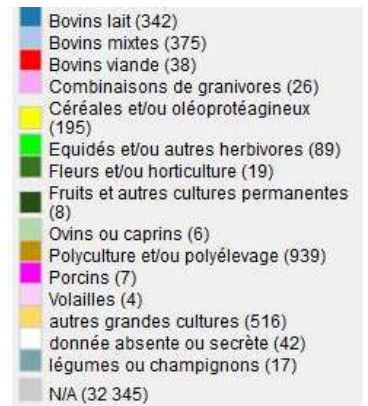 Bovins lait (342)
Bovins mixtes (375)
Bovins viande (38)
Combinaisons de granivores (26)
Céréales et/ou oléoprotéagineux
(195)
Equidés et/ou autres herbivores (89)
Fleurs et/ou horticulture (19)
Fruits et autres cultures permanentes
(8)
Ovins ou caprins (6)
Polyculture et/ou polyélevage (939)
Porcins (7)
Volailles (4)
autres grandes cultures (516)
donnée absente ou secrète (42)
légumes ou champignons (17)
N/A (32 345)